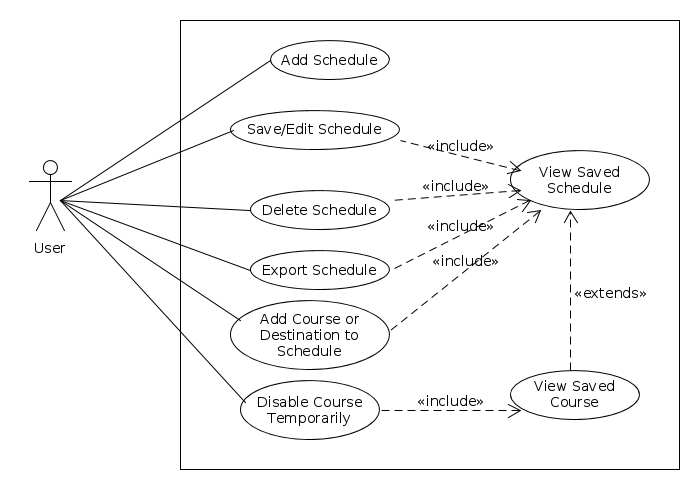 Add Schedule
Save/Edit Schedule
«include»
View Saved
Schedule
«include»
Delete Schedule
«include»
User
Export Schedule
«include»
«extends»
Add Course or
Destination to
Schedule
View Saved
Course
Disable Course
Temporarily
«include»